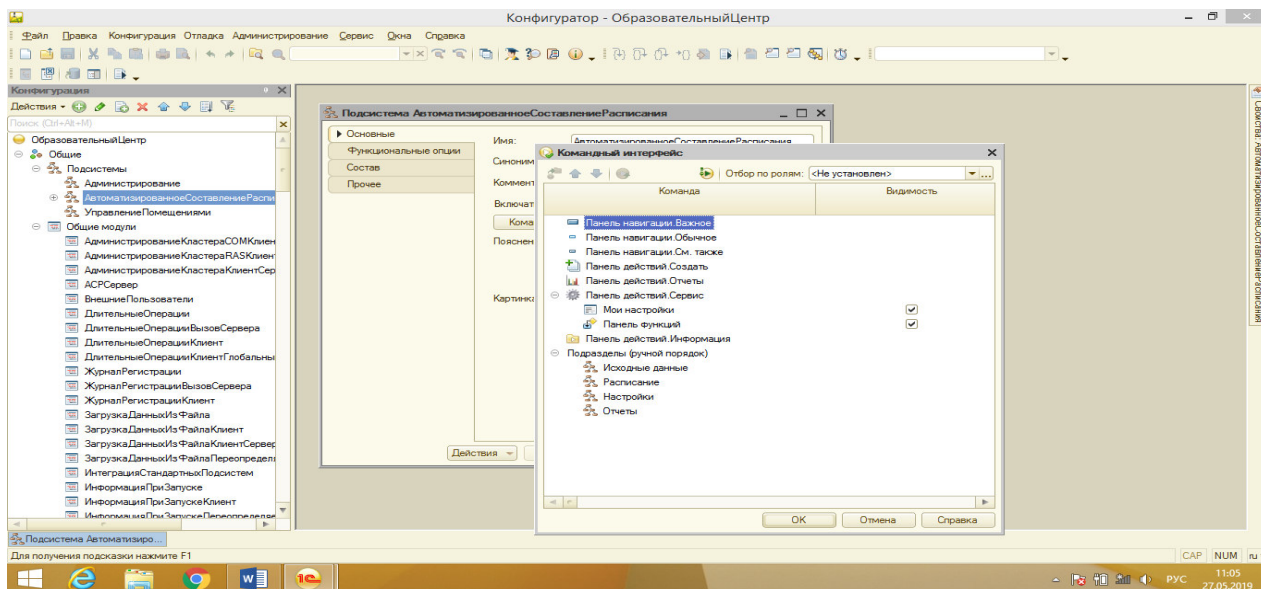 Конфигуратор - ОбразовательныйЦентр
Файл Правка Конфигурация Отладка Администрирование Сервис Окна Справка
Конфигурация
Действия
Поиск (Ctrl+Alt+M)
ОбразовательныйЦентр
Общие
Подсистемы
Администрирование
АвтоматизированноеСоставлениеРаспи
УправлениеПомещениями
Общие модули
АдминистрированиеКластераCOMКлиен
АдминистрированиеКластераRASКлиен
АдминистрированиеКластераКлиентСер
АСРСервер
ВнешниеПользователи
ДлительныеОперации
ДлительныеОперацииВызовСервера
ДлительныеОперацииКлиент
ДлительныеОперацииКлиентГлобальны
ЖурналРегистрации
ЖурналРегистрацииВызовСервера
ЖурналРегистрацииКлиент
ЗагрузкаДанныхИзФайла
ЗагрузкаДанныхИзФайлаКлиент
ЗагрузкаДанныхИзФайлаКлиентСервер
ЗагрузкаДанныхИзФайлаПереопредел
ИнтеграцияСтандартныхПодсистем
ИнформацияПриЗапуске
ИнформацияПриЗапускеКлиент
ИнформацияПриЗапускеПереопределяе
Подсистема АвтоматизированноеСоставлениеРасписания
Основные
Функциональные опции
Состав
Прочее
Имя: АвтоматизированноеСоставлениеРасписания
Синоним
Коммент
Включат
Кома
Пояснен
Картинка
Действия
Командный интерфейс
Отбор по ролям: <Не установлен>
Команда Видимость
Панель навигации.Важное
Панель навигации.Обычное
Панель навигации.См. также
Панель действий.Создать
Панель действий.Отчеты
Панель действий.Сервис
Мои настройки
Панель функций
Панель действий.Информация
Подразделы (ручной порядок)
Исходные данные
Расписание
Настройки
Отчеты
OK Отмена Справка
Свойства: АвтоматизированноеСоставлениеРасписания
Подсистема Автоматизиро...
Для получения подсказки нажмите F1
CAP NUM ru
РУС 11:05
27.05.2019